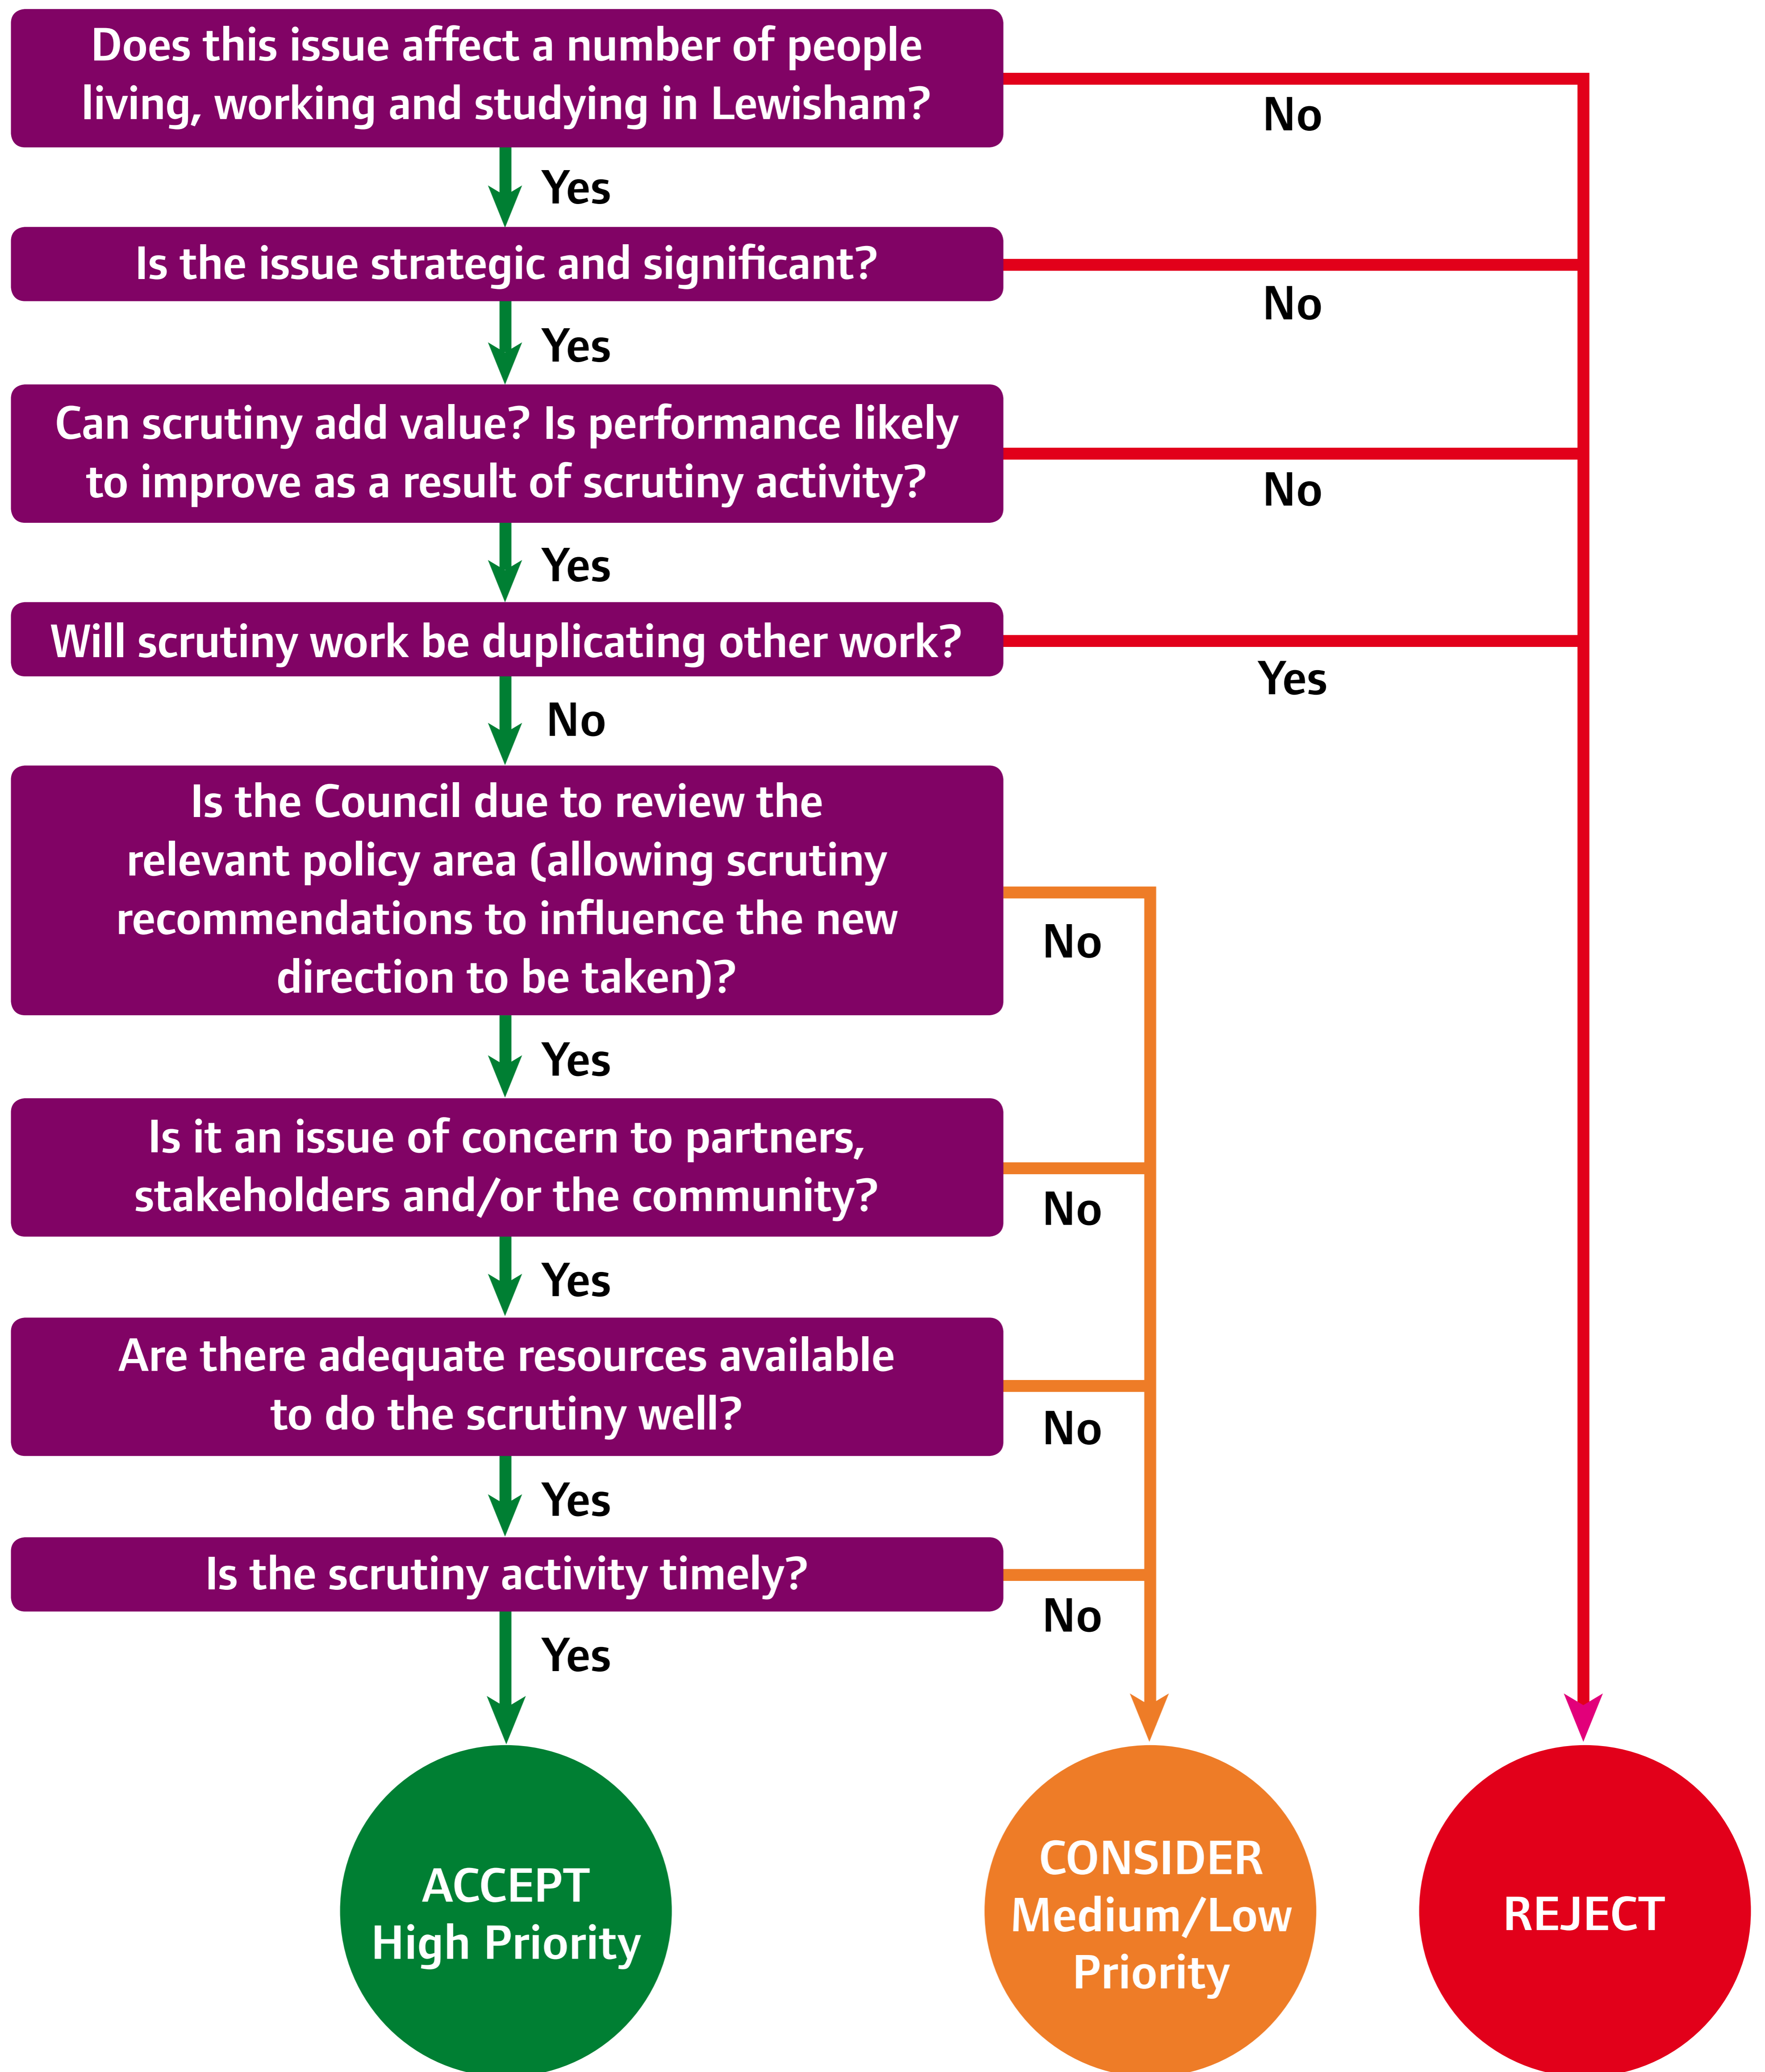 Does this issue affect a number of people
living, working and studying in Lewisham?
No
Yes
Is the issue strategic and significant?
No
Yes
Can scrutiny add value? Is performance likely
to improve as a result of scrutiny activity?
No
Yes
Will scrutiny work be duplicating other work?
Yes
No
Is the Council due to review the
relevant policy area (allowing scrutiny
recommendations to influence the new
direction to be taken)?
No
Yes
Is it an issue of concern to partners,
stakeholders and/or the community?
No
Yes
Are there adequate resources available
to do the scrutiny well?
No
Yes
Is the scrutiny activity timely?
No
Yes
ACCEPT
High Priority
CONSIDER
Medium/Low
Priority
REJECT